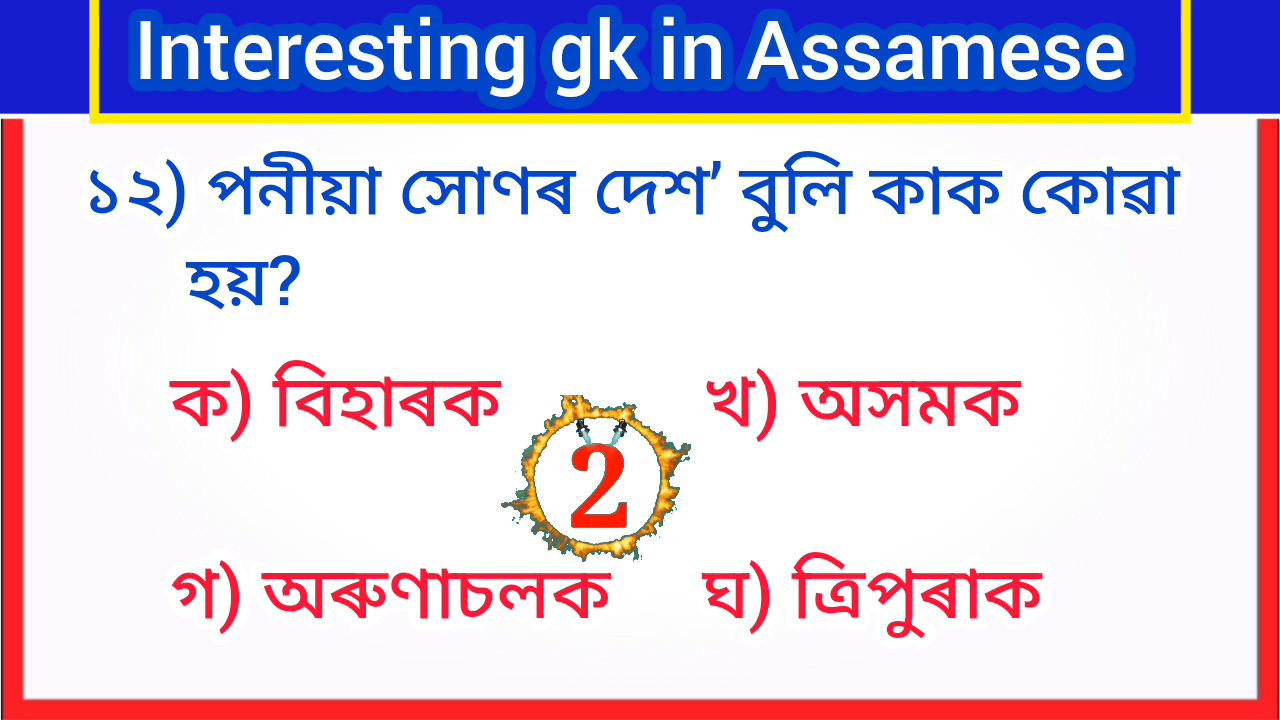 Interesting gk in Assamese
১২) পনীয়া সোণৰ দেশ’ বুলি কাক কোৱা
হয়?
ক) বিহাৰক
খ) অসমক
2
গ) অৰুণাচলক
ঘ) ত্ৰিপুৰাক